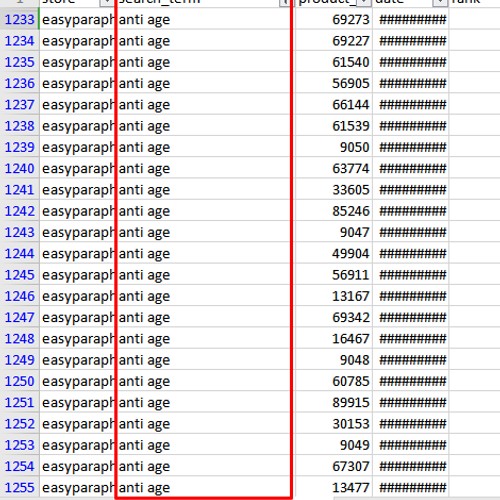 1 store search_term product_ date rank
1233 easyparaph anti age 69273 #########
1234 easyparaph anti age 69227 #########
1235 easyparaph anti age 61540 #########
1236 easyparaph anti age 56905 #########
1237 easyparaph anti age 66144 #########
1238 easyparaph anti age 61539 #########
1239 easyparaph anti age 9050 #########
1240 easyparaph anti age 63774 #########
1241 easyparaph anti age 33605 #########
1242 easyparaph anti age 85246 #########
1243 easyparaph anti age 9047 #########
1244 easyparaph anti age 49904 #########
1245 easyparaph anti age 56911 #########
1246 easyparaph anti age 13167 #########
1247 easyparaph anti age 69342 #########
1248 easyparaph anti age 16467 #########
1249 easyparaph anti age 9048 #########
1250 easyparaph anti age 60785 #########
1251 easyparaph anti age 89915 #########
1252 easyparaph anti age 30153 #########
1253 easyparaph anti age 9049 #########
1254 easyparaph anti age 67307 #########
1255 easyparaph anti age 13477 #########